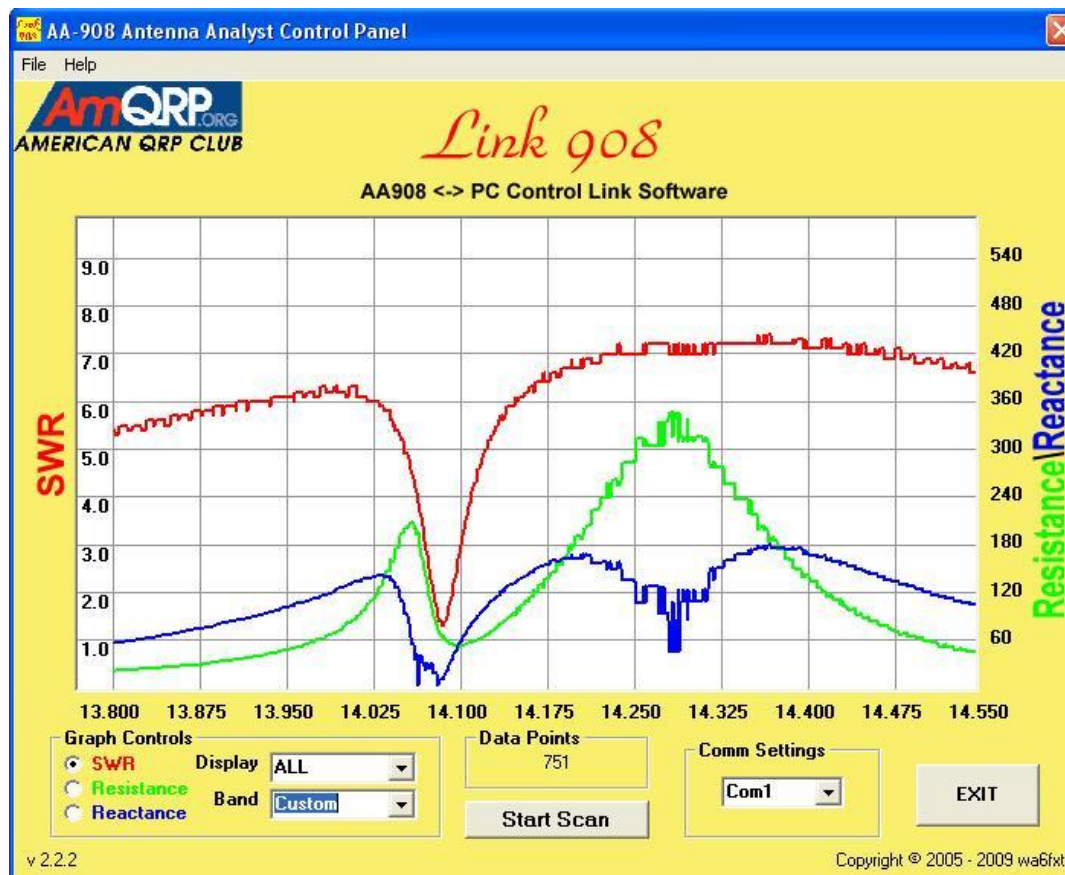 AA-908 Antenna Analyst Control Panel
File Help
AmQRP.ORG
AMERICAN QRP CLUB
Link 908
AA908 <-> PC Control Link Software
SWR
9.0
8.0
7.0
6.0
5.0
4.0
3.0
2.0
1.0
540
480
420
360
300
240
180
120
60
Resistance\Reactance
13.800 13.875 13.950 14.025 14.100 14.175 14.250 14.325 14.400 14.475 14.550
Graph Controls
SWR
Resistance
Reactance
Display ALL
Band Custom
Data Points
751
Start Scan
Comm Settings
Com1
EXIT
v 2.2.2
Copyright © 2005 - 2009 wa6fxt